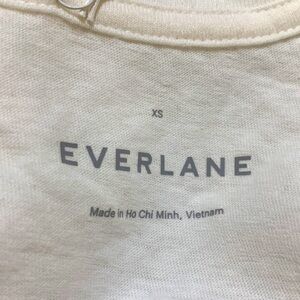 XS
EVERLANE
Made in Ho Chi Minh, Vietnam